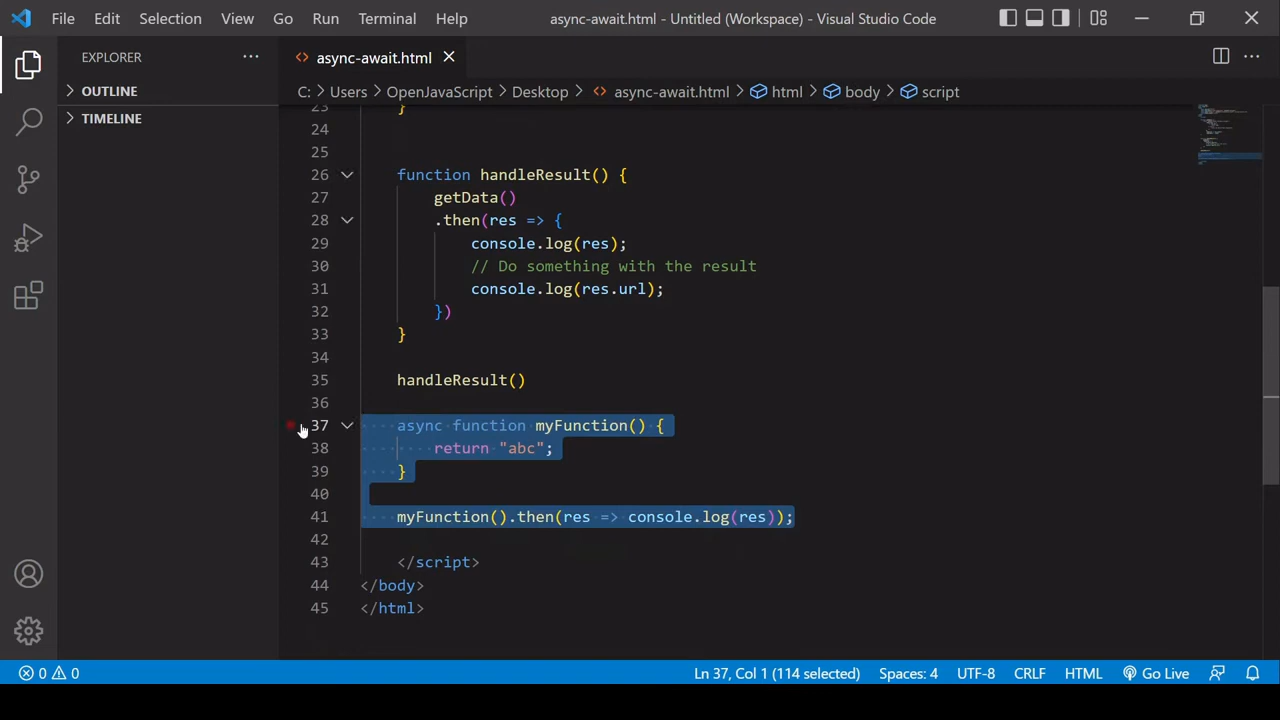 File Edit Selection View Go Run Terminal Help async-await.html - Untitled (Workspace) - Visual Studio Code
EXPLORER
OUTLINE
TIMELINE
async-await.html
C: > Users > OpenJavaScript > Desktop > async-await.html > html > body > script
23 }
24
25
26 function handleResult() {
27 getData()
28 .then(res => {
29 console.log(res);
30 // Do something with the result
31 console.log(res.url);
32 })
33 }
34
35 handleResult()
36
37 async function myFunction() {
38 return "abc";
39 }
40
41 myFunction().then(res => console.log(res));
42
43 </script>
44 </body>
45 </html>
0 0 Ln 37, Col 1 (114 selected) Spaces: 4 UTF-8 CRLF HTML Go Live